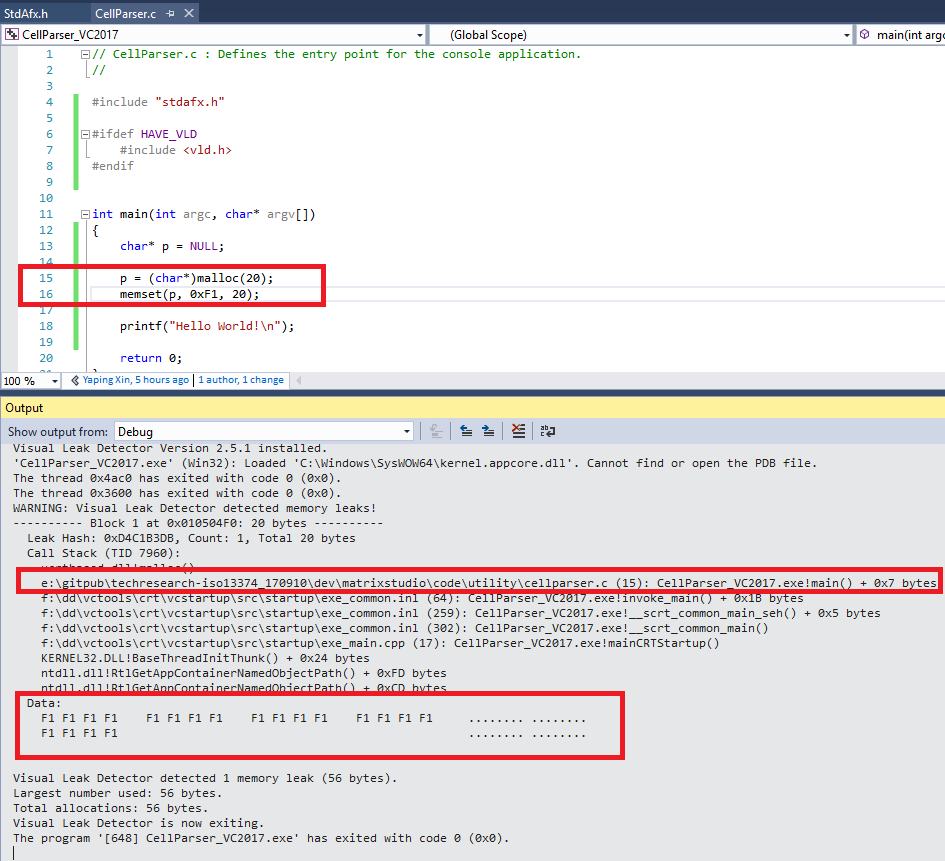 StdAfx.h
CellParser.c
CellParser_VC2017
(Global Scope)
main(int argc
1 // CellParser.c : Defines the entry point for the console application.
2 //
3
4 #include "stdafx.h"
5
6 #ifdef HAVE_VLD
7 #include <vld.h>
8 #endif
9
10
11 int main(int argc, char* argv[])
12 {
13 char* p = NULL;
14
15 p = (char*)malloc(20);
16 memset(p, 0xF1, 20);
17
18 printf("Hello World!\n");
19
20 return 0;
21 }
100 %
Yaping Xin, 5 hours ago | 1 author, 1 change
Output
Show output from: Debug
Visual Leak Detector Version 2.5.1 installed.
'CellParser_VC2017.exe' (Win32): Loaded 'C:\Windows\SysWOW64\kernel.appcore.dll'. Cannot find or open the PDB file.
The thread 0x4ac0 has exited with code 0 (0x0).
The thread 0x3600 has exited with code 0 (0x0).
WARNING: Visual Leak Detector detected memory leaks!
---------- Block 1 at 0x010504F0: 20 bytes ----------
Leak Hash: 0xD4C1B3DB, Count: 1, Total 20 bytes
Call Stack (TID 7960):
ucrtbased.dll!malloc()
e:\gitpub\techresearch-iso13374_170910\dev\matrixstudio\code\utility\cellparser.c (15): CellParser_VC2017.exe!main() + 0x7 bytes
f:\dd\vctools\crt\vcstartup\src\startup\exe_common.inl (64): CellParser_VC2017.exe!invoke_main() + 0x1B bytes
f:\dd\vctools\crt\vcstartup\src\startup\exe_common.inl (259): CellParser_VC2017.exe!__scrt_common_main_seh() + 0x5 bytes
f:\dd\vctools\crt\vcstartup\src\startup\exe_common.inl (302): CellParser_VC2017.exe!__scrt_common_main()
f:\dd\vctools\crt\vcstartup\src\startup\exe_main.cpp (17): CellParser_VC2017.exe!mainCRTStartup()
KERNEL32.DLL!BaseThreadInitThunk() + 0x24 bytes
ntdll.dll!RtlGetAppContainerNamedObjectPath() + 0xFD bytes
ntdll.dll!RtlGetAppContainerNamedObjectPath() + 0xCD bytes
Data:
F1 F1 F1 F1 F1 F1 F1 F1 F1 F1 F1 F1 F1 F1 F1 F1 ........ ........
F1 F1 F1 F1 ........ ........
Visual Leak Detector detected 1 memory leak (56 bytes).
Largest number used: 56 bytes.
Total allocations: 56 bytes.
Visual Leak Detector is now exiting.
The program '[648] CellParser_VC2017.exe' has exited with code 0 (0x0).